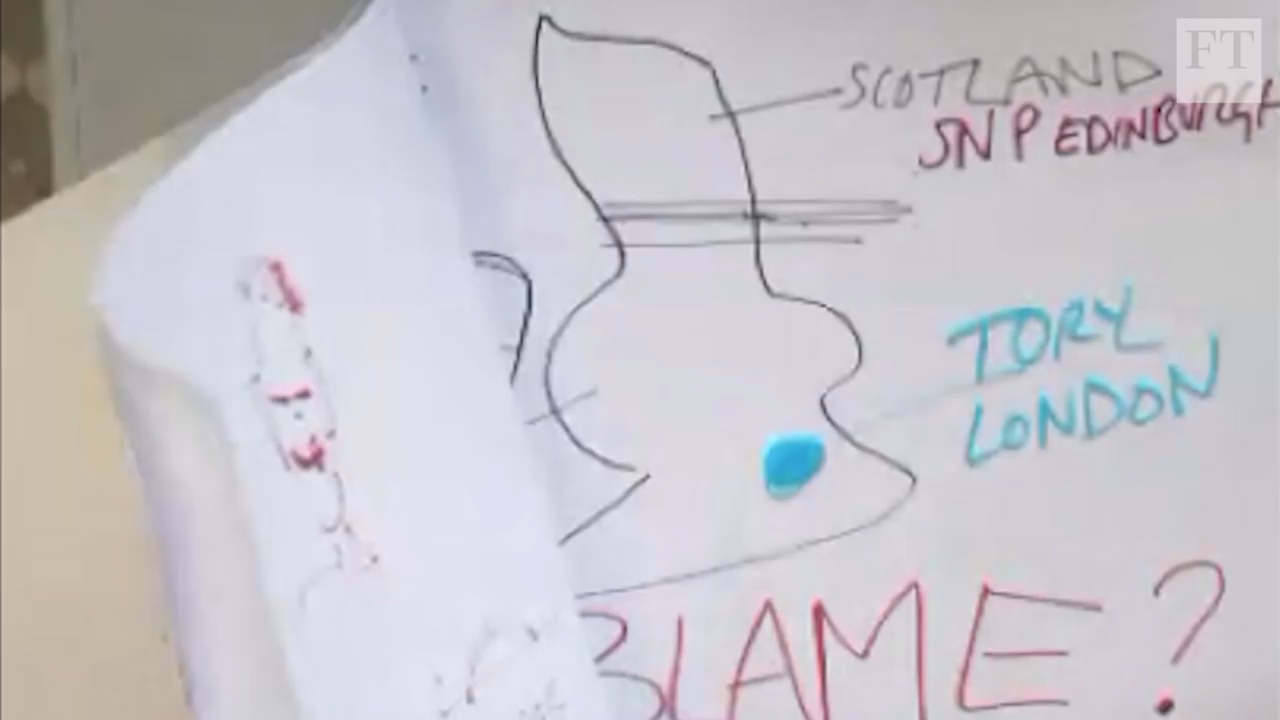 FT
SCOTLAND
SNP EDINBURGH
TORY
LONDON
BLAME?